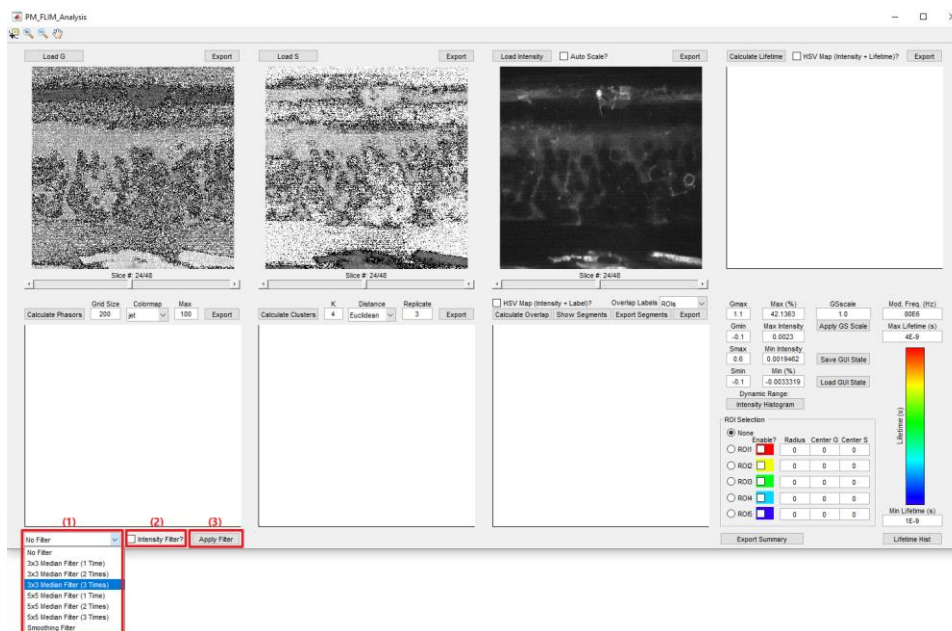 PM_FLIM_Analysis
Load G Export Load S Export Load Intensity Auto Scale? Export Calculate Lifetime HSV Map (Intensity + Lifetime)? Export
Slice #: 24/48 Slice #: 24/48 Slice #: 24/48
Grid Size Colormap Max
Calculate Phasors 200 jet 100 Export
K Distance Replicate
Calculate Clusters 4 Euclidean 3 Export
HSV Map (Intensity + Label)? Overlap Labels ROIs
Calculate Overlap Show Segments Export Segments Export
Gmax Max (%) GSscale Mod. Freq. (Hz)
1.1 42.1363 1.0 80E6
Gmin Max Intensity Apply GS Scale Max Lifetime (s)
-0.1 0.0023 4E-9
Smax Min Intensity
0.6 0.0019462 Save GUI State
Smin Min (%)
-0.1 -0.0033319 Load GUI State
Dynamic Range:
Intensity Histogram
ROI Selection
None
Enable? Radius Center G Center S
ROI1 0 0 0
ROI2 0 0 0
ROI3 0 0 0
ROI4 0 0 0
ROI5 0 0 0
Lifetime (s)
Min Lifetime (s)
1E-9
Export Summary Lifetime Hist
(1) (2) (3)
No Filter Intensity Filter? Apply Filter
No Filter
3x3 Median Filter (1 Time)
3x3 Median Filter (2 Times)
3x3 Median Filter (3 Times)
5x5 Median Filter (1 Time)
5x5 Median Filter (2 Times)
5x5 Median Filter (3 Times)
Smoothing Filter